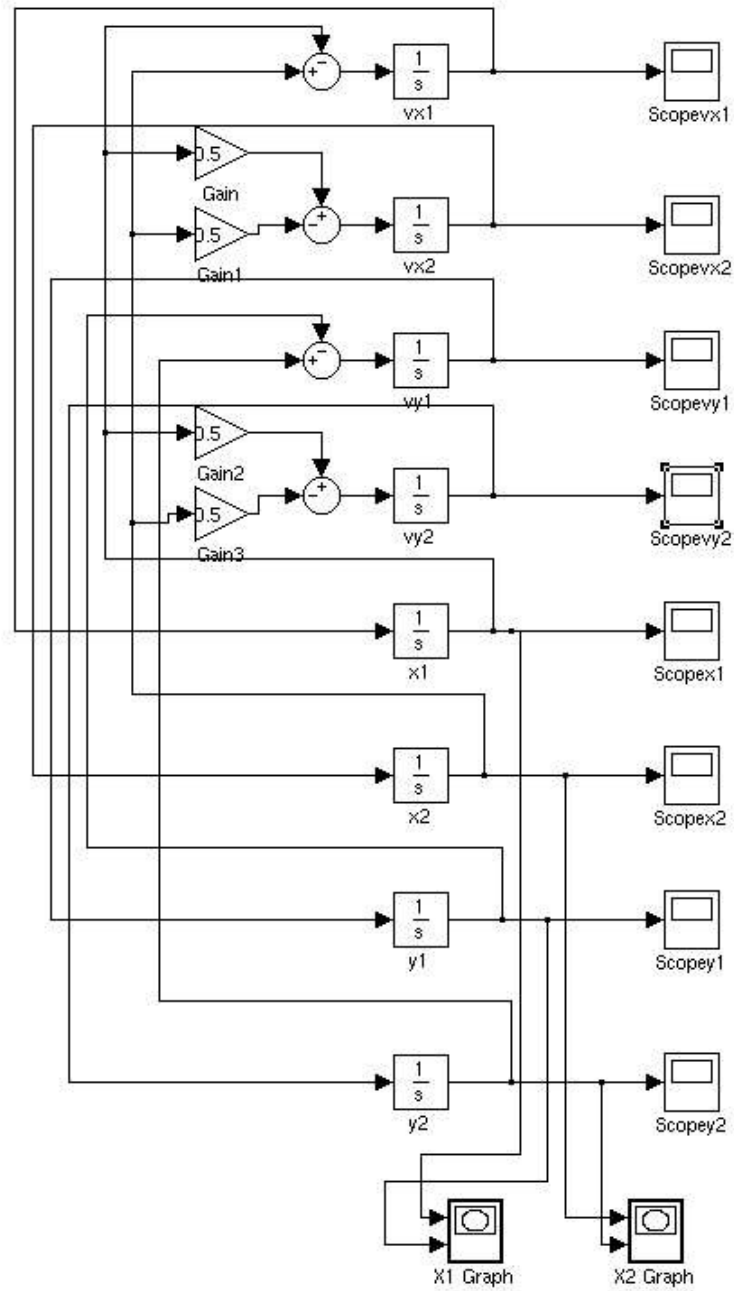 −
+
1
s
vx1
Scopevx1
0.5
Gain
+
−
1
s
vx2
Scopevx2
0.5
Gain1
−
+
1
s
vy1
Scopevy1
0.5
Gain2
+
−
1
s
vy2
Scopevy2
0.5
Gain3
1
s
x1
Scopex1
1
s
x2
Scopex2
1
s
y1
Scopey1
1
s
y2
Scopey2
X1 Graph
X2 Graph